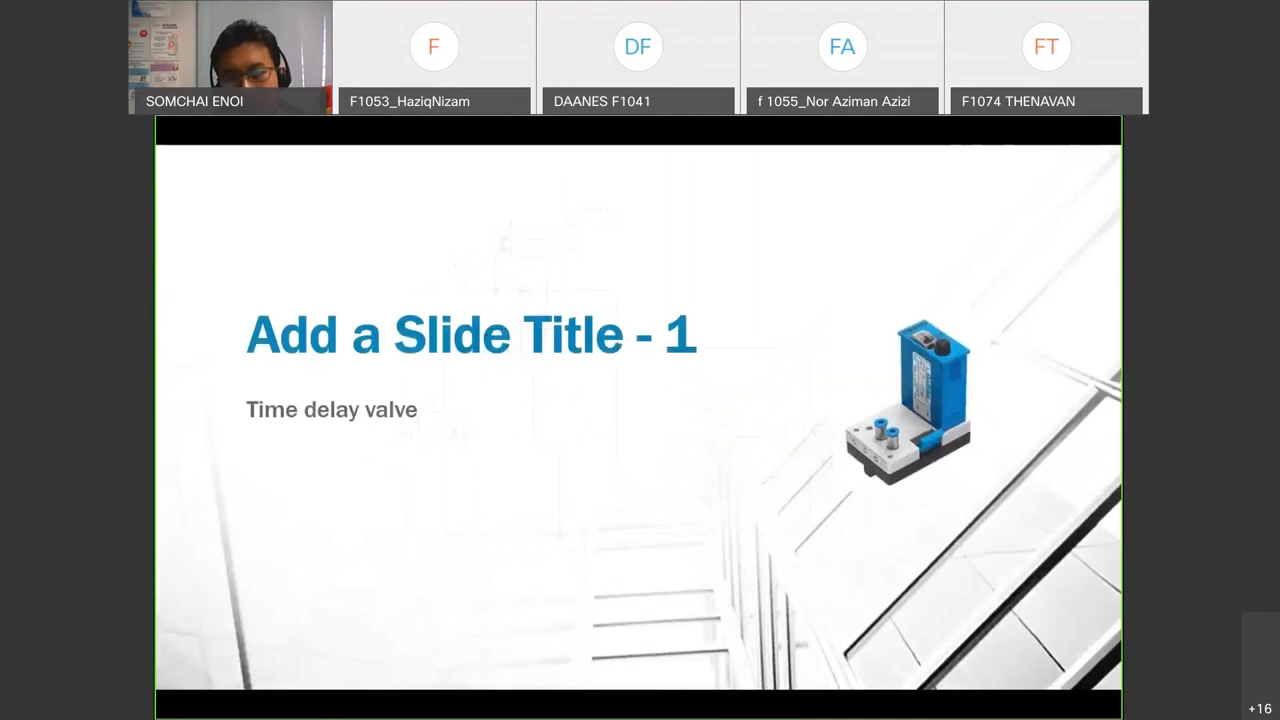 SOMCHAI ENOI
F
F1053_HaziqNizam
DF
DAANES F1041
FA
f 1055_Nor Aziman Azizi
FT
F1074 THENAVAN
Add a Slide Title - 1
Time delay valve
+16